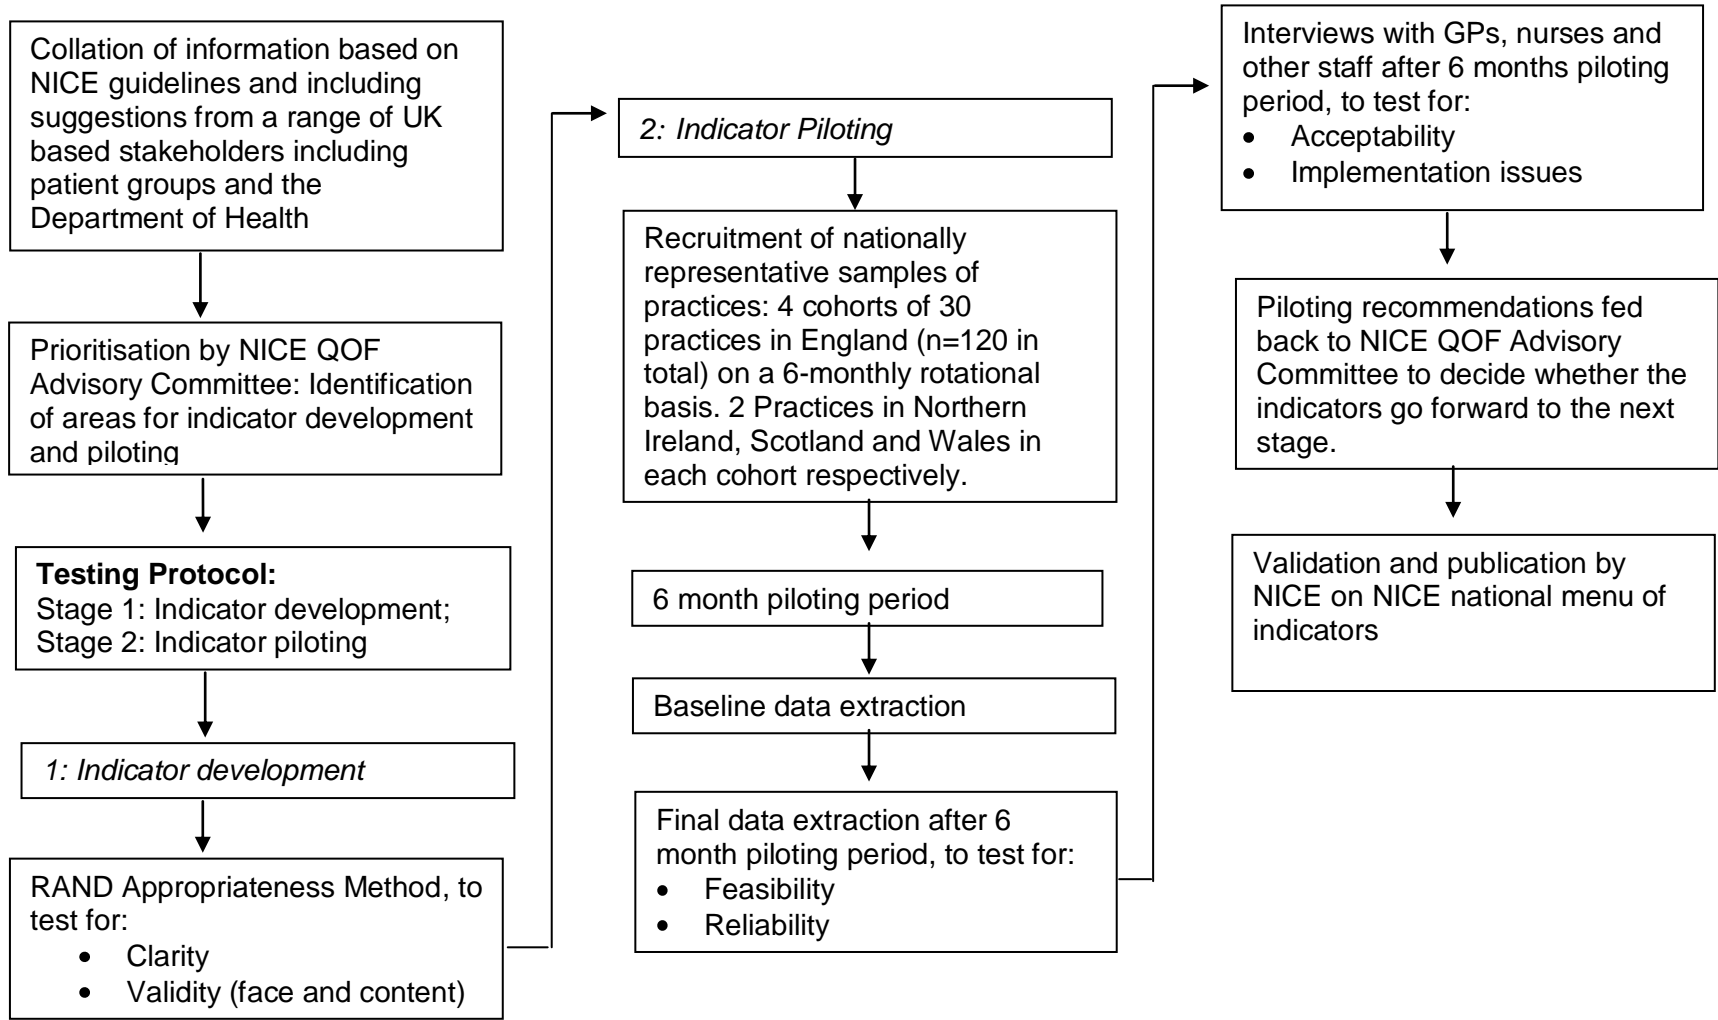 Collation of information based on
NICE guidelines and including
suggestions from a range of UK
based stakeholders including
patient groups and the
Department of Health
Prioritisation by NICE QOF
Advisory Committee: Identification
of areas for indicator development
and piloting
Testing Protocol:
Stage 1: Indicator development;
Stage 2: Indicator piloting
1: Indicator development
RAND Appropriateness Method, to
test for:
• Clarity
• Validity (face and content)
2: Indicator Piloting
Recruitment of nationally
representative samples of
practices: 4 cohorts of 30
practices in England (n=120 in
total) on a 6-monthly rotational
basis. 2 Practices in Northern
Ireland, Scotland and Wales in
each cohort respectively.
6 month piloting period
Baseline data extraction
Final data extraction after 6
month piloting period, to test for:
• Feasibility
• Reliability
Interviews with GPs, nurses and
other staff after 6 months piloting
period, to test for:
• Acceptability
• Implementation issues
Piloting recommendations fed
back to NICE QOF Advisory
Committee to decide whether the
indicators go forward to the next
stage.
Validation and publication by
NICE on NICE national menu of
indicators